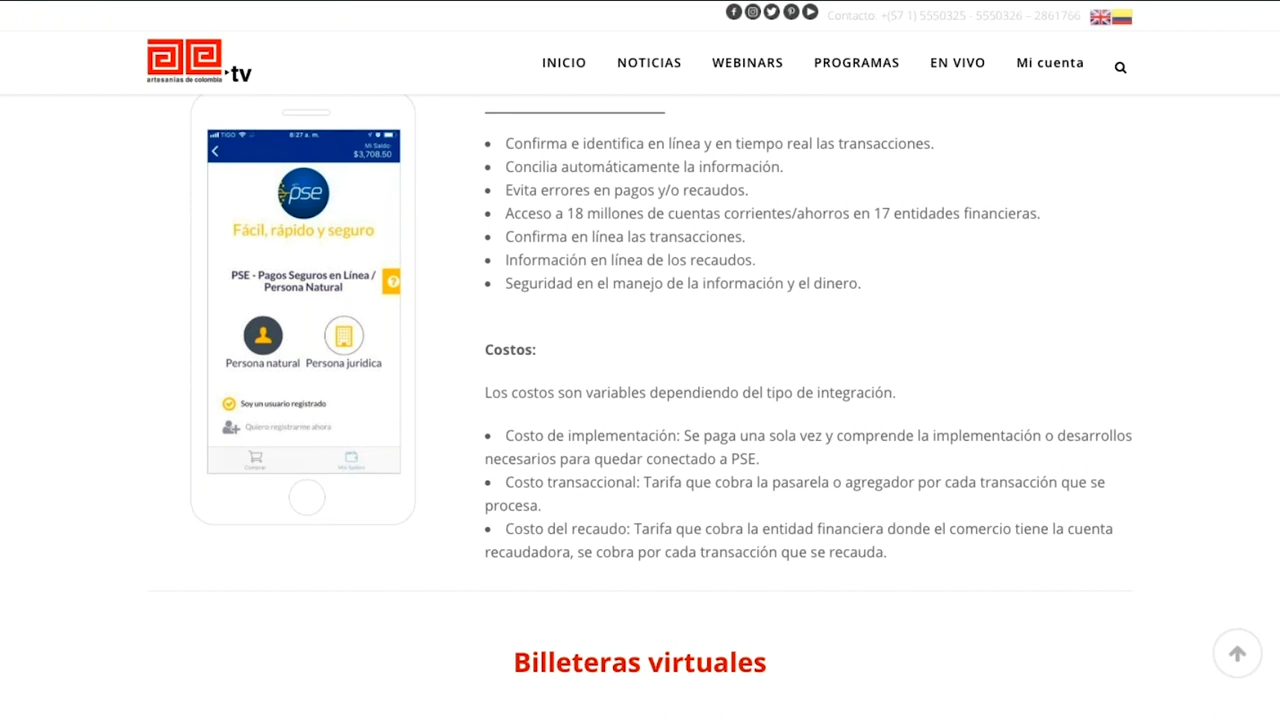 Contacto. +(57 1) 5550325 - 5550326 – 2861766
artesanías de colombia
tv
INICIO NOTICIAS WEBINARS PROGRAMAS EN VIVO Mi cuenta
TIGO 8:27 a. m.
Mi Saldo
$3,708.50
pse
Fácil, rápido y seguro
PSE - Pagos Seguros en Línea /
Persona Natural
?
Persona natural Persona jurídica
Soy un usuario registrado
Quiero registrarme ahora
Comprar
• Confirma e identifica en línea y en tiempo real las transacciones.
• Concilia automáticamente la información.
• Evita errores en pagos y/o recaudos.
• Acceso a 18 millones de cuentas corrientes/ahorros en 17 entidades financieras.
• Confirma en línea las transacciones.
• Información en línea de los recaudos.
• Seguridad en el manejo de la información y el dinero.
Costos:
Los costos son variables dependiendo del tipo de integración.
• Costo de implementación: Se paga una sola vez y comprende la implementación o desarrollos
necesarios para quedar conectado a PSE.
• Costo transaccional: Tarifa que cobra la pasarela o agregador por cada transacción que se
procesa.
• Costo del recaudo: Tarifa que cobra la entidad financiera donde el comercio tiene la cuenta
recaudadora, se cobra por cada transacción que se recauda.
Billeteras virtuales